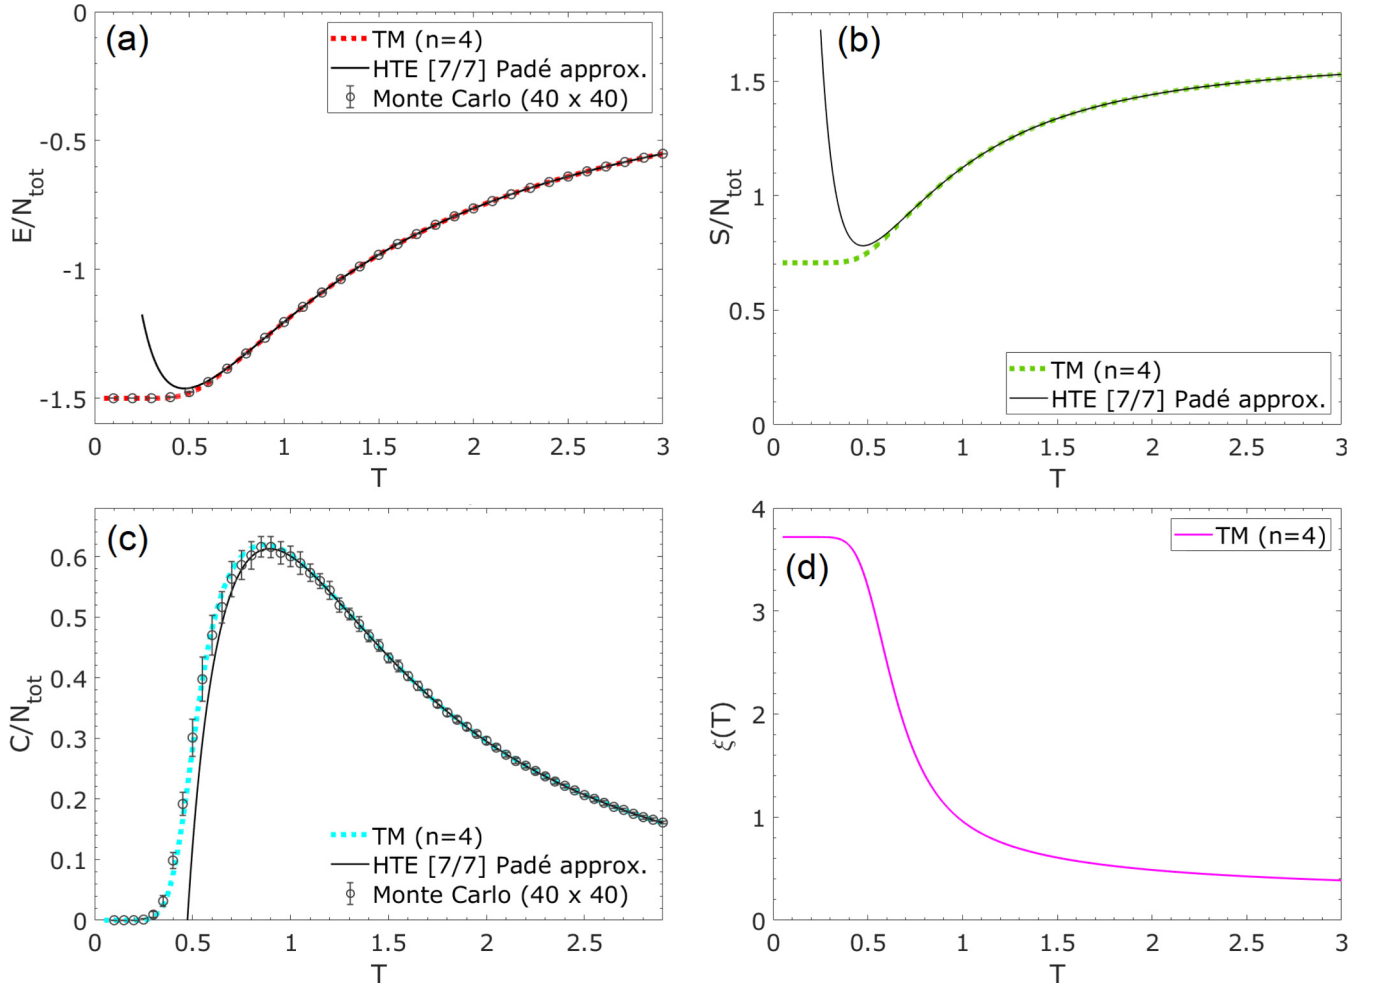 (a)
TM (n=4)
HTE [7/7] Padé approx.
Monte Carlo (40 x 40)
0
-0.5
-1
-1.5
E/Ntot
0 0.5 1 1.5 2 2.5 3
T
(b)
1.5
1
0.5
0
S/Ntot
TM (n=4)
HTE [7/7] Padé approx.
0 0.5 1 1.5 2 2.5 3
T
(c)
0.6
0.5
0.4
0.3
0.2
0.1
0
C/Ntot
TM (n=4)
HTE [7/7] Padé approx.
Monte Carlo (40 x 40)
0 0.5 1 1.5 2 2.5
T
(d)
TM (n=4)
4
3
2
1
0
ξ(T)
0 0.5 1 1.5 2 2.5 3
T